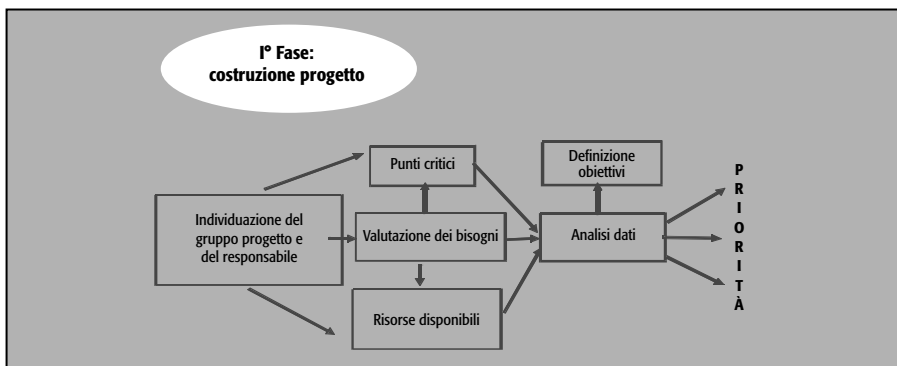 I° Fase:
costruzione progetto
Punti critici
Definizione
obiettivi
Individuazione del
gruppo progetto e
del responsabile
Valutazione dei bisogni
Analisi dati
Risorse disponibili
PRIORITÀ